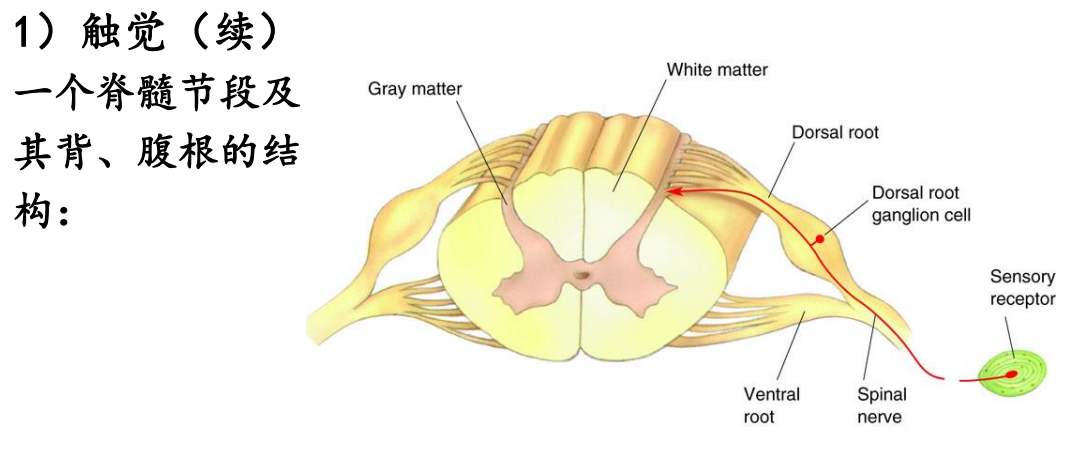 1）触觉（续）
一个脊髓节段及
其背、腹根的结
构：
White matter
Gray matter
Dorsal root
Dorsal root
ganglion cell
Sensory
receptor
Ventral
root
Spinal
nerve